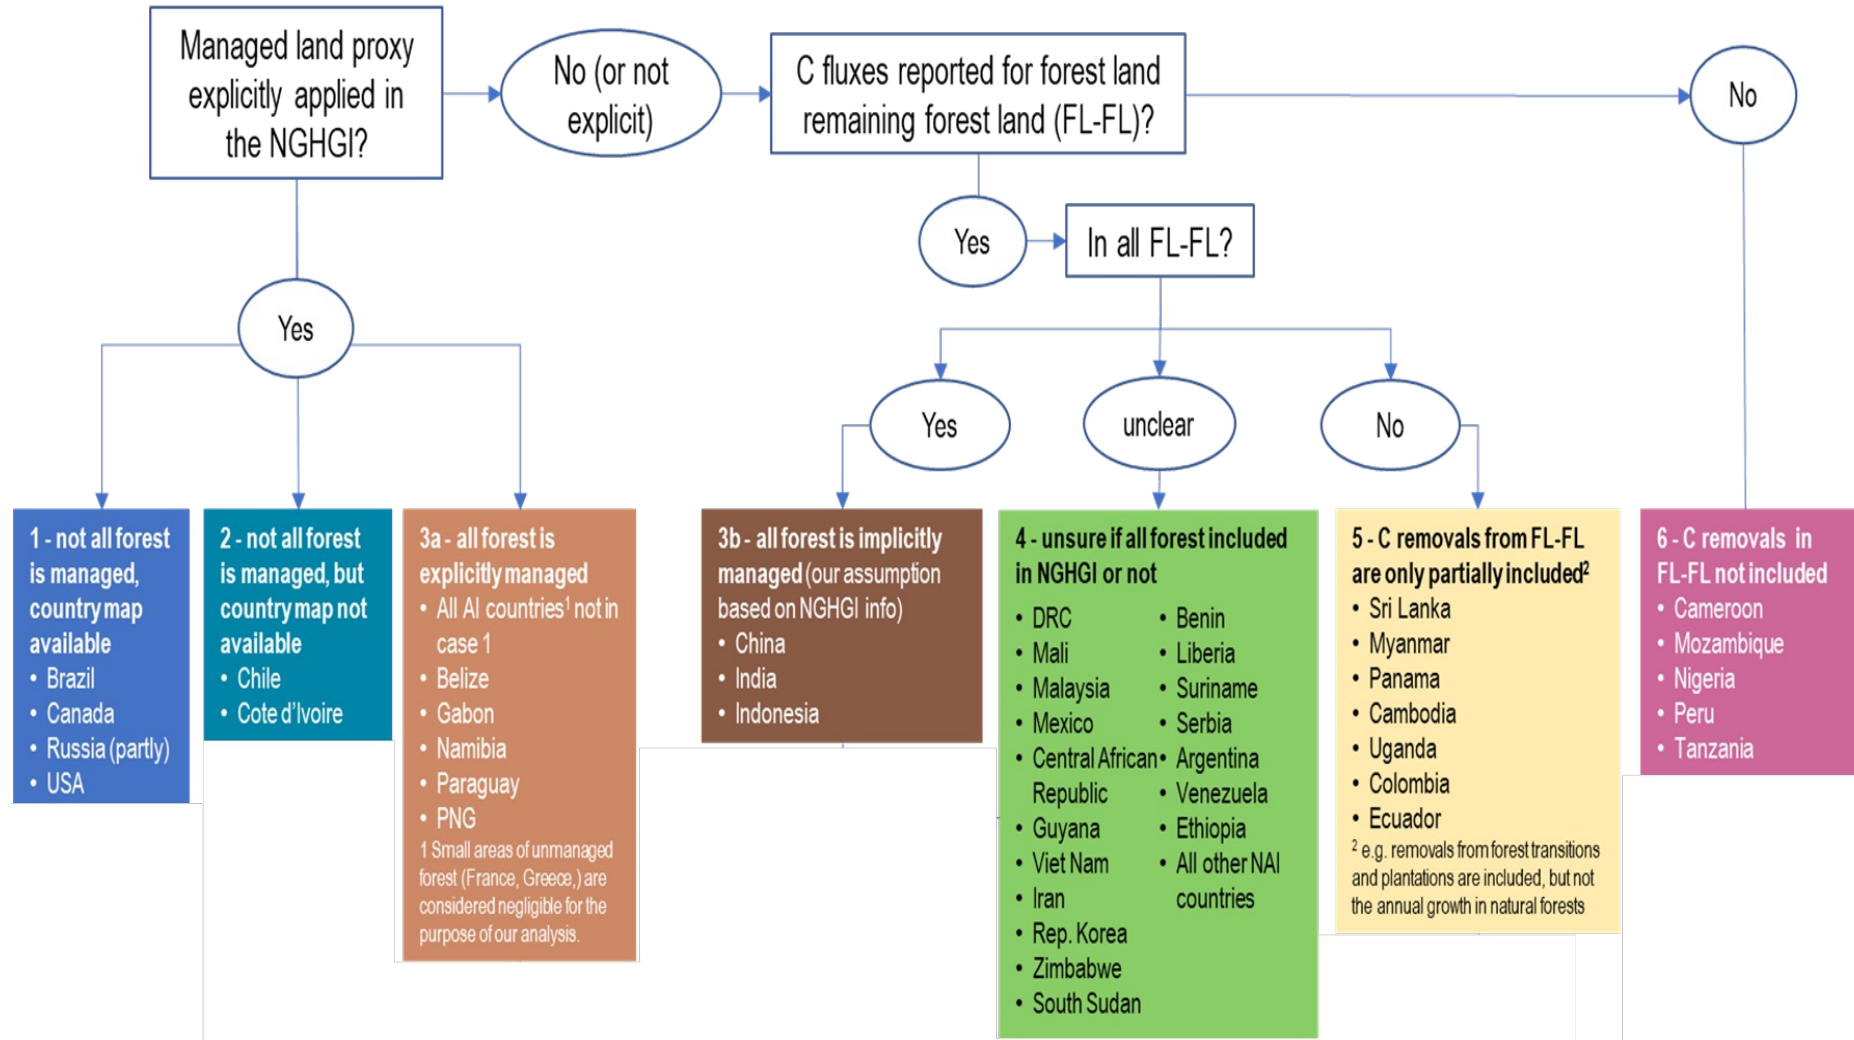 Managed land proxy
explicitly applied in
the NGHGI?
No (or not
explicit)
C fluxes reported for forest land
remaining forest land (FL-FL)?
No
Yes
In all FL-FL?
Yes
Yes
unclear
No
1 - not all forest
is managed,
country map
available
• Brazil
• Canada
• Russia (partly)
• USA
2 - not all forest
is managed, but
country map not
available
• Chile
• Cote d'Ivoire
3a - all forest is
explicitly managed
• All AI countries¹ not in
case 1
• Belize
• Gabon
• Namibia
• Paraguay
• PNG
1 Small areas of unmanaged
forest (France, Greece,) are
considered negligible for the
purpose of our analysis.
3b - all forest is implicitly
managed (our assumption
based on NGHGI info)
• China
• India
• Indonesia
4 - unsure if all forest included
in NGHGI or not
• DRC
• Mali
• Malaysia
• Mexico
• Central African
Republic
• Guyana
• Viet Nam
• Iran
• Rep. Korea
• Zimbabwe
• South Sudan
• Benin
• Liberia
• Suriname
• Serbia
• Argentina
• Venezuela
• Ethiopia
• All other NAI
countries
5 - C removals from FL-FL
are only partially included²
• Sri Lanka
• Myanmar
• Panama
• Cambodia
• Uganda
• Colombia
• Ecuador
² e.g. removals from forest transitions
and plantations are included, but not
the annual growth in natural forests
6 - C removals in
FL-FL not included
• Cameroon
• Mozambique
• Nigeria
• Peru
• Tanzania